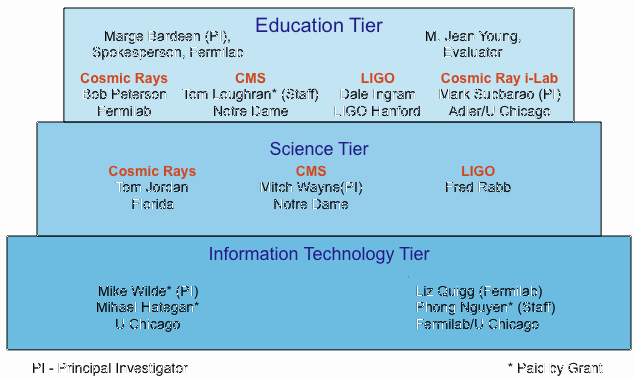 Education Tier
Marge Bardeen (PI),
Spokesperson, Fermilab
M. Jean Young,
Evaluator
Cosmic Rays
Bob Peterson
Fermilab
CMS
Tom Loughran* (Staff)
Notre Dame
LIGO
Dale Ingram
LIGO Hanford
Cosmic Ray i-Lab
Mark Subbarao (PI)
Adler/U Chicago
Science Tier
Cosmic Rays
Tom Jordan
Florida
CMS
Mitch Wayne(PI)
Notre Dame
LIGO
Fred Rabb
Information Technology Tier
Mike Wilde* (PI)
Mihael Hategan*
U Chicago
Liz Quigg (Fermilab)
Phong Nguyen* (Staff)
Fermilab/U Chicago
PI - Principal Investigator
* Paid by Grant